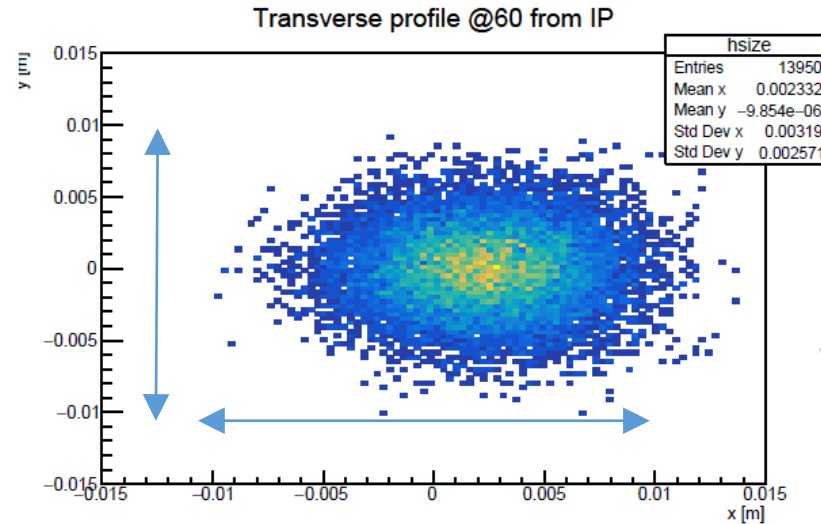 Transverse profile @60 from IP
hsize
Entries 13950
Mean x 0.002332
Mean y −9.854e−06
Std Dev x 0.00319
Std Dev y 0.002571
y [m]
0.015
0.01
0.005
0
−0.005
−0.01
−0.015
−0.015 −0.01 −0.005 0 0.005 0.01 0.015
x [m]